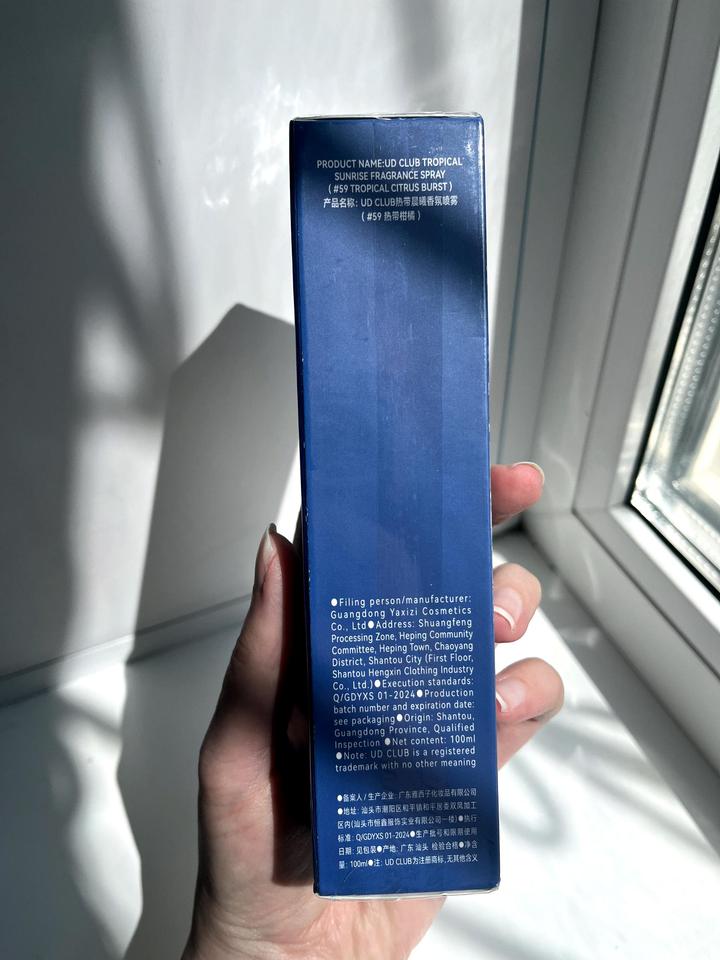 PRODUCT NAME:UD CLUB TROPICAL
SUNRISE FRAGRANCE SPRAY
( #59 TROPICAL CITRUS BURST )
产品名称：UD CLUB热带晨曦香氛喷雾
( #59 热带柑橘 )
●Filing person/manufacturer:
Guangdong Yaxizi Cosmetics
Co., Ltd●Address: Shuangfeng
Processing Zone, Heping Community
Committee, Heping Town, Chaoyang
District, Shantou City (First Floor,
Shantou Hengxin Clothing Industry
Co., Ltd.)●Execution standards:
Q/GDYXS 01-2024●Production
batch number and expiration date:
see packaging●Origin: Shantou,
Guangdong Province, Qualified
Inspection ●Net content: 100ml
●Note: UD CLUB is a registered
trademark with no other meaning
●备案人/生产企业: 广东雅西子化妆品有限公司
●地址: 汕头市潮阳区和平镇和平居委双凤加工
区内(汕头市恒鑫服饰实业有限公司一楼)●执行
标准: Q/GDYXS 01-2024●生产批号和限期使用
日期: 见包装●产地: 广东 汕头 检验合格●净含
量: 100ml●注: UD CLUB为注册商标,无其他含义